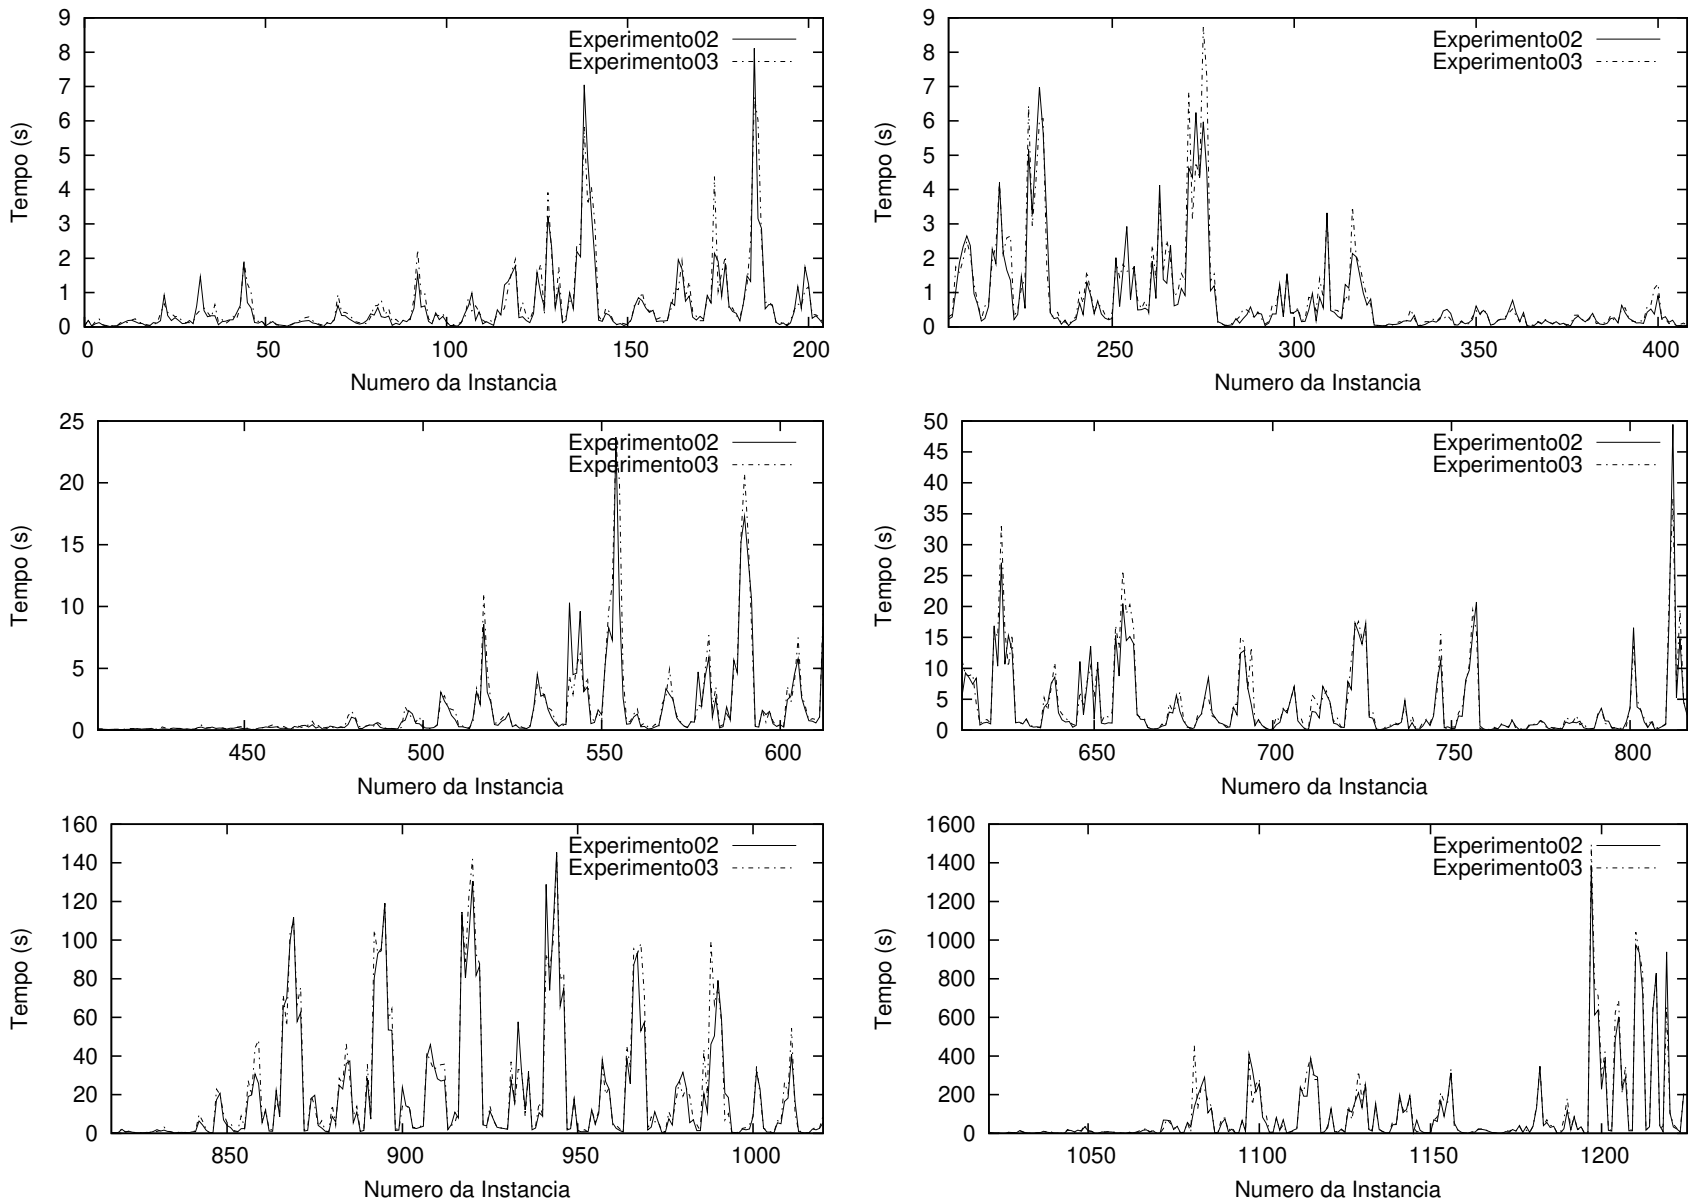 9
8
7
6
5
4
3
2
1
0
Tempo (s)
Experimento02
Experimento03
0 50 100 150 200
Numero da Instancia
9
8
7
6
5
4
3
2
1
0
Tempo (s)
Experimento02
Experimento03
250 300 350 400
Numero da Instancia
25
20
15
10
5
0
Tempo (s)
Experimento02
Experimento03
450 500 550 600
Numero da Instancia
50
45
40
35
30
25
20
15
10
5
0
Tempo (s)
Experimento02
Experimento03
650 700 750 800
Numero da Instancia
160
140
120
100
80
60
40
20
0
Tempo (s)
Experimento02
Experimento03
850 900 950 1000
Numero da Instancia
1600
1400
1200
1000
800
600
400
200
0
Tempo (s)
Experimento02
Experimento03
1050 1100 1150 1200
Numero da Instancia